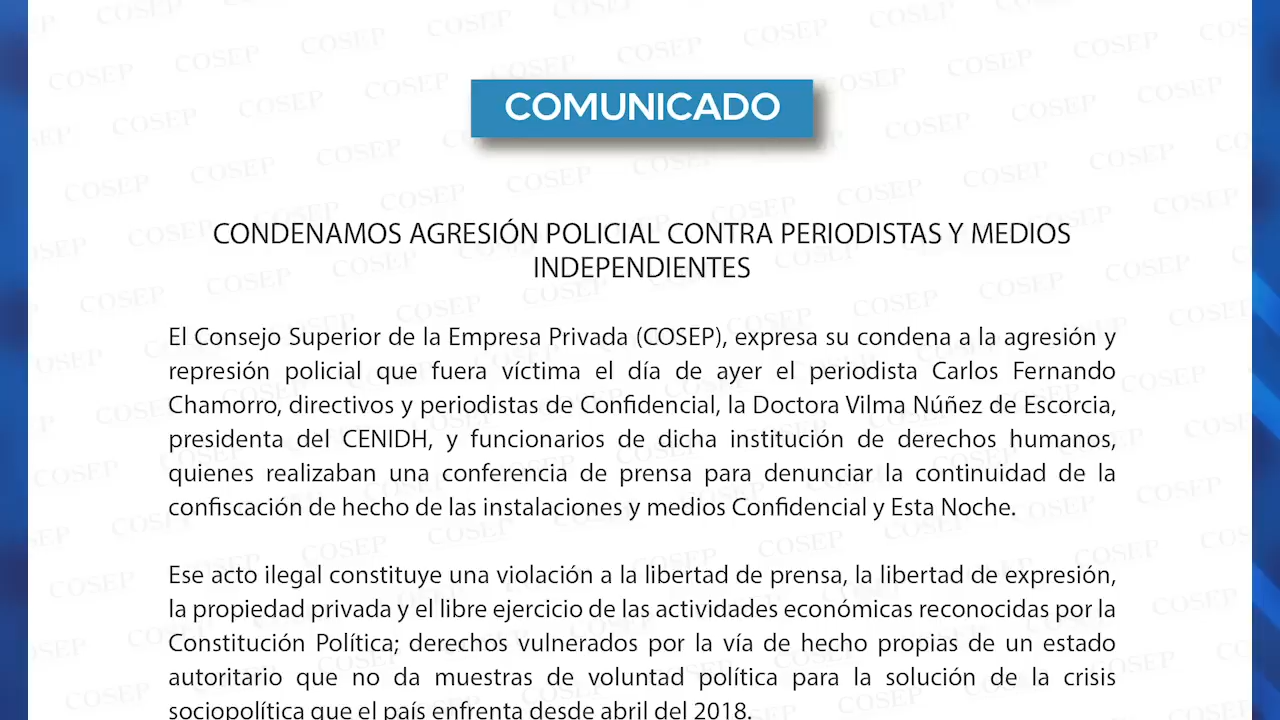 COMUNICADO
CONDENAMOS AGRESIÓN POLICIAL CONTRA PERIODISTAS Y MEDIOS
INDEPENDIENTES
El Consejo Superior de la Empresa Privada (COSEP), expresa su condena a la agresión y
represión policial que fuera víctima el día de ayer el periodista Carlos Fernando
Chamorro, directivos y periodistas de Confidencial, la Doctora Vilma Núñez de Escorcia,
presidenta del CENIDH, y funcionarios de dicha institución de derechos humanos,
quienes realizaban una conferencia de prensa para denunciar la continuidad de la
confiscación de hecho de las instalaciones y medios Confidencial y Esta Noche.
Ese acto ilegal constituye una violación a la libertad de prensa, la libertad de expresión,
la propiedad privada y el libre ejercicio de las actividades económicas reconocidas por la
Constitución Política; derechos vulnerados por la vía de hecho propias de un estado
autoritario que no da muestras de voluntad política para la solución de la crisis
sociopolítica que el país enfrenta desde abril del 2018.